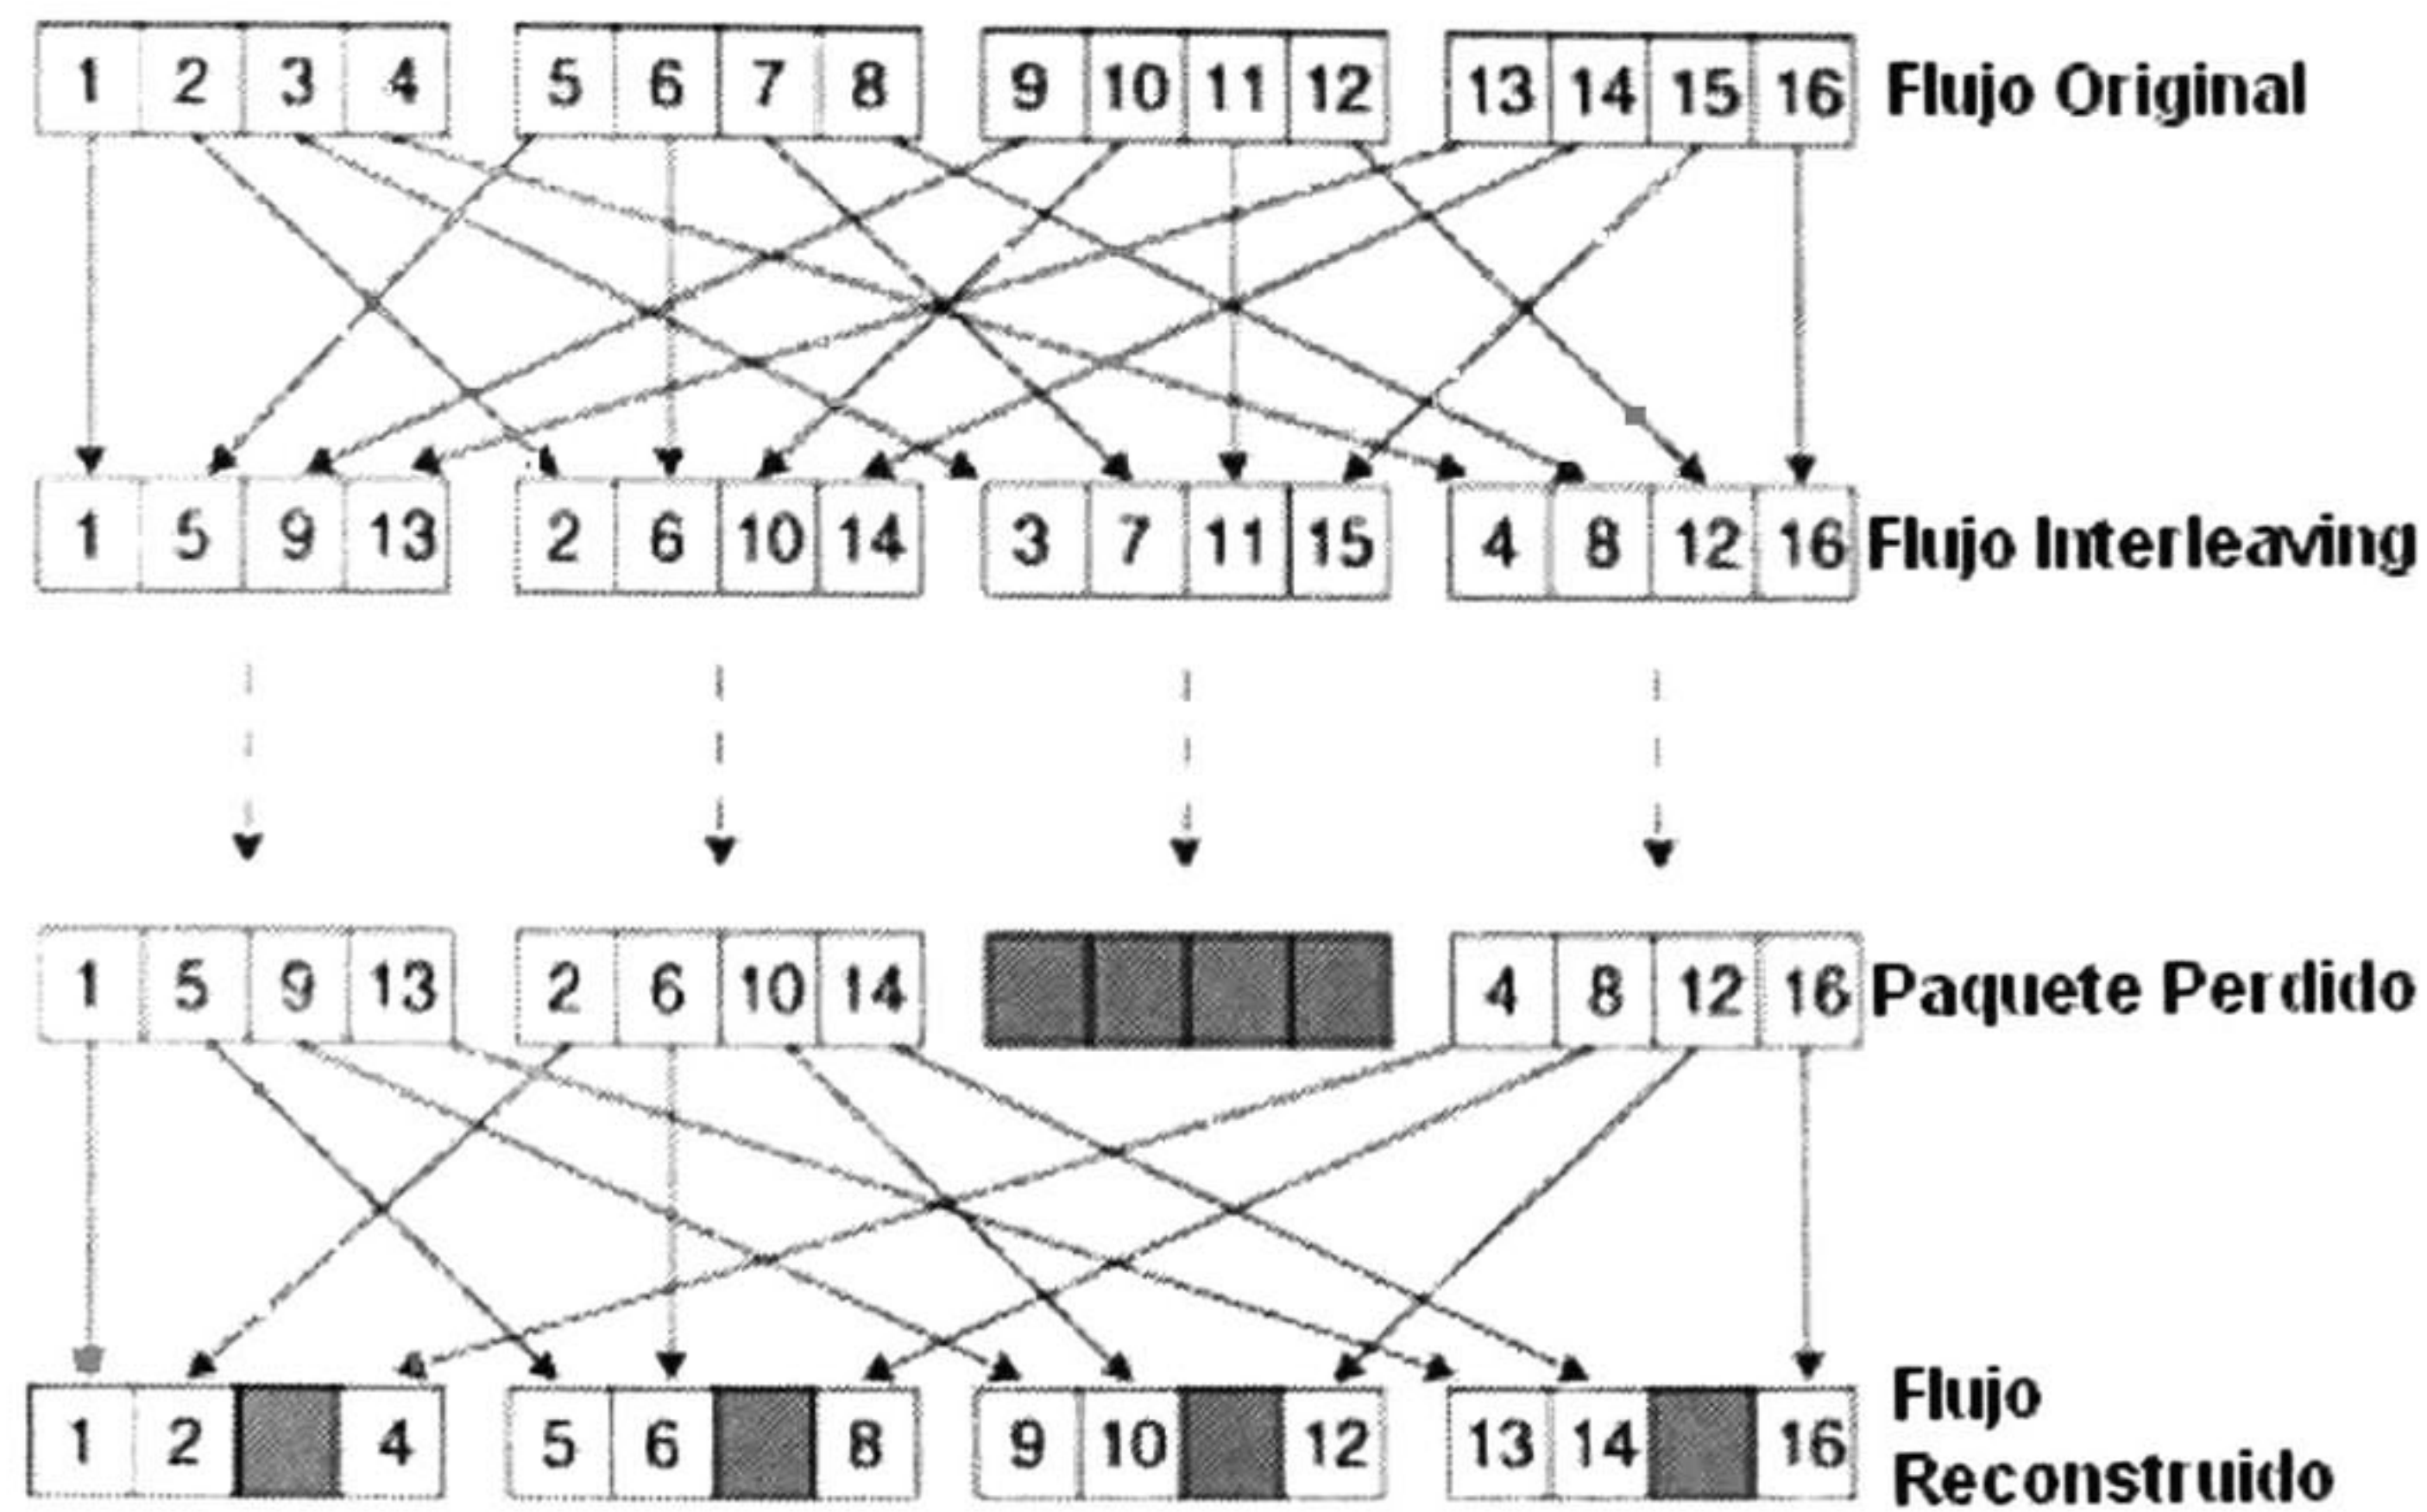 1 2 3 4 5 6 7 8 9 10 11 12 13 14 15 16 Flujo Original
1 5 9 13 2 6 10 14 3 7 11 15 4 8 12 16 Flujo Interleaving
1 5 9 13 2 6 10 14 4 8 12 16 Paquete Perdido
1 2 4 5 6 8 9 10 12 13 14 16 Flujo
Reconstruido